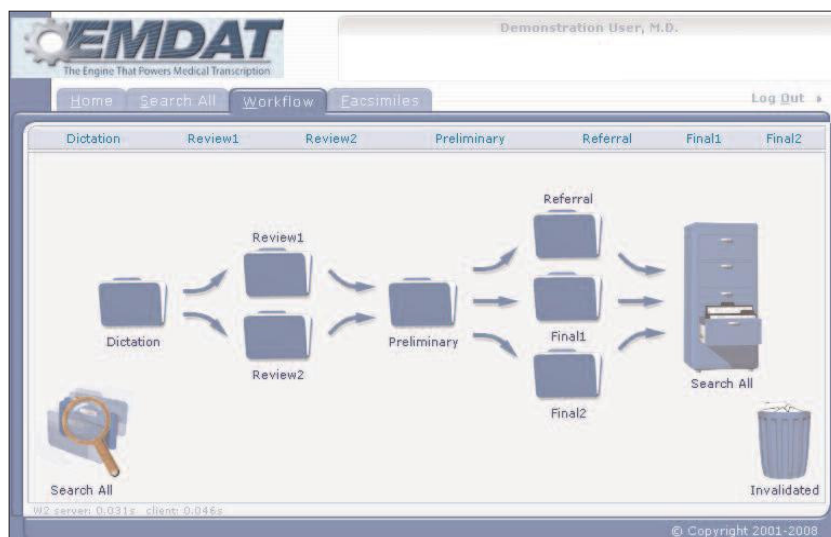 EMDAT
The Engine That Powers Medical Transcription
Demonstration User, M.D.
Home Search All Workflow Facsimiles
Log Out
Dictation Review1 Review2 Preliminary Referral Final1 Final2
Referral
Review1
Dictation
Preliminary
Final1
Review2
Search All
Final2
Search All
Invalidated
W2 server: 0.031s client: 0.046s
© Copyright 2001-2008